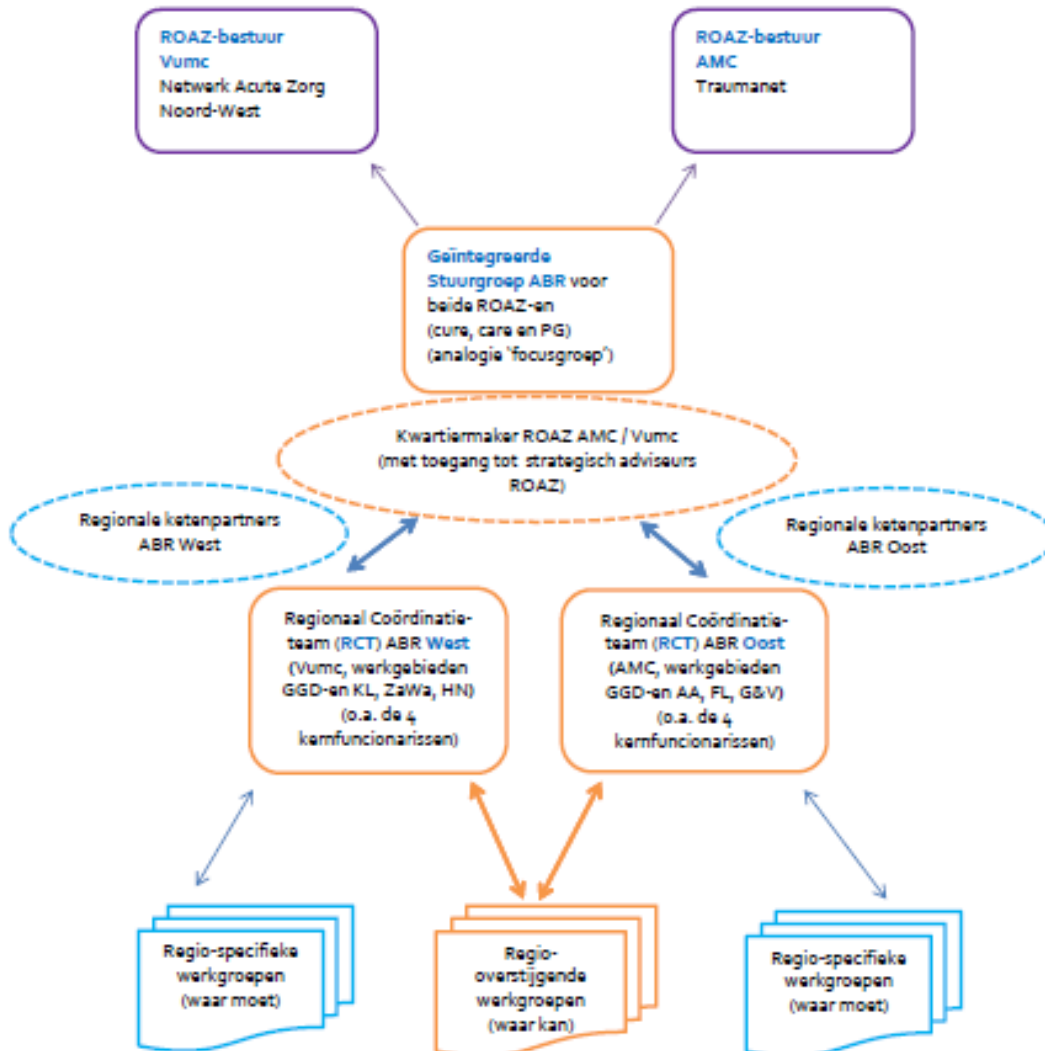 ROAZ-bestuur
Vumc
Netwerk Acute Zorg
Noord-West
ROAZ-bestuur
AMC
Traumanet
Geïntegreerde
Stuurgroep ABR voor
beide ROAZ-en
(cure, care en PG)
(analogie 'focusgroep')
Kwartiermaker ROAZ AMC / Vumc
(met toegang tot strategisch adviseurs
ROAZ)
Regionale ketenpartners
ABR West
Regionale ketenpartners
ABR Oost
Regionaal Coördinatie-
team (RCT) ABR West
(Vumc, werkgebieden
GGD-en KL, ZaWa, HN)
(o.a. de 4
kernfuncionarissen)
Regionaal Coördinatie-
team (RCT) ABR Oost
(AMC, werkgebieden
GGD-en AA, FL, G&V)
(o.a. de 4
kernfuncionarissen)
Regio-specifieke
werkgroepen
(waar moet)
Regio-
overstijgende
werkgroepen
(waar kan)
Regio-specifieke
werkgroepen
(waar moet)